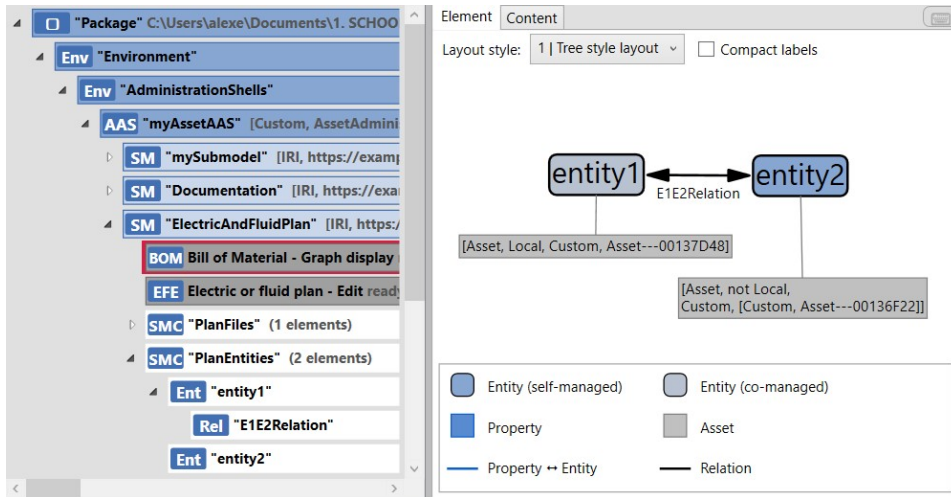 "Package" C:\Users\alexe\Documents\1. SCHOO
Env "Environment"
Env "AdministrationShells"
AAS "myAssetAAS" [Custom, AssetAdminis
SM "mySubmodel" [IRI, https://examp
SM "Documentation" [IRI, https://exa
SM "ElectricAndFluidPlan" [IRI, https:/
BOM Bill of Material - Graph display
EFE Electric or fluid plan - Edit ready
SMC "PlanFiles" (1 elements)
SMC "PlanEntities" (2 elements)
Ent "entity1"
Rel "E1E2Relation"
Ent "entity2"
Element Content
Layout style: 1 | Tree style layout Compact labels
entity1 entity2
E1E2Relation
[Asset, Local, Custom, Asset---00137D48]
[Asset, not Local,
Custom, [Custom, Asset---00136F22]]
Entity (self-managed) Entity (co-managed)
Property Asset
Property ↔ Entity Relation